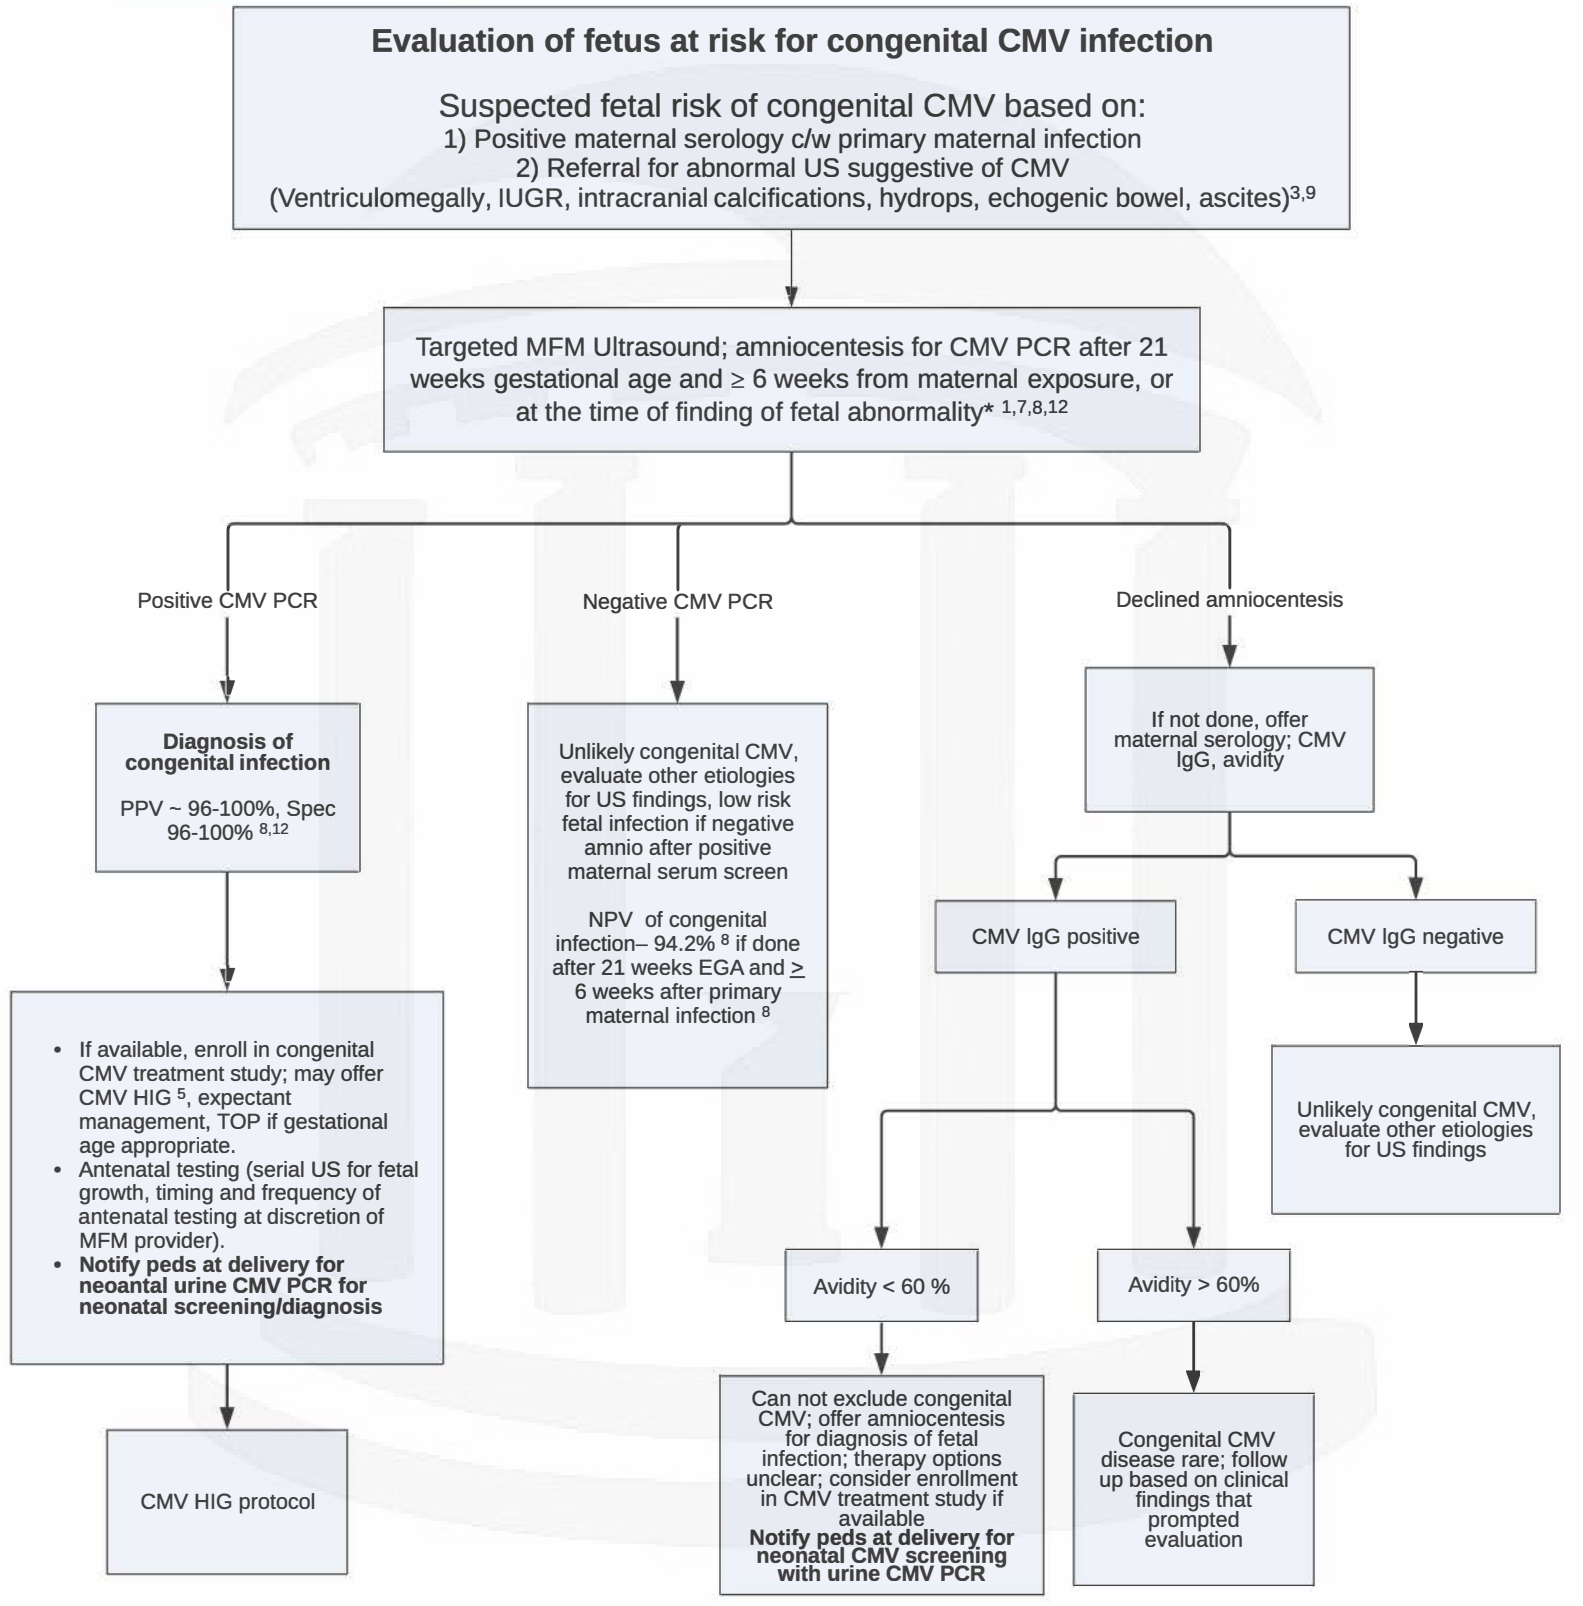 Evaluation of fetus at risk for congenital CMV infection
Suspected fetal risk of congenital CMV based on:
1) Positive maternal serology c/w primary maternal infection
2) Referral for abnormal US suggestive of CMV
(Ventriculomegally, IUGR, intracranial calcifications, hydrops, echogenic bowel, ascites)3,9
Targeted MFM Ultrasound; amniocentesis for CMV PCR after 21
weeks gestational age and ≥ 6 weeks from maternal exposure, or
at the time of finding of fetal abnormality* 1,7,8,12
Positive CMV PCR
Negative CMV PCR
Declined amniocentesis
Diagnosis of
congenital infection
PPV ~ 96-100%, Spec
96-100% 8,12
Unlikely congenital CMV,
evaluate other etiologies
for US findings, low risk
fetal infection if negative
amnio after positive
maternal serum screen
NPV of congenital
infection– 94.2% 8 if done
after 21 weeks EGA and ≥
6 weeks after primary
maternal infection 8
If not done, offer
maternal serology; CMV
IgG, avidity
CMV IgG positive
CMV IgG negative
• If available, enroll in congenital
CMV treatment study; may offer
CMV HIG 5, expectant
management, TOP if gestational
age appropriate.
• Antenatal testing (serial US for fetal
growth, timing and frequency of
antenatal testing at discretion of
MFM provider).
• Notify peds at delivery for
neoantal urine CMV PCR for
neonatal screening/diagnosis
Unlikely congenital CMV,
evaluate other etiologies
for US findings
Avidity < 60 %
Avidity > 60%
CMV HIG protocol
Can not exclude congenital
CMV; offer amniocentesis
for diagnosis of fetal
infection; therapy options
unclear; consider enrollment
in CMV treatment study if
available
Notify peds at delivery for
neonatal CMV screening
with urine CMV PCR
Congenital CMV
disease rare; follow
up based on clinical
findings that
prompted
evaluation